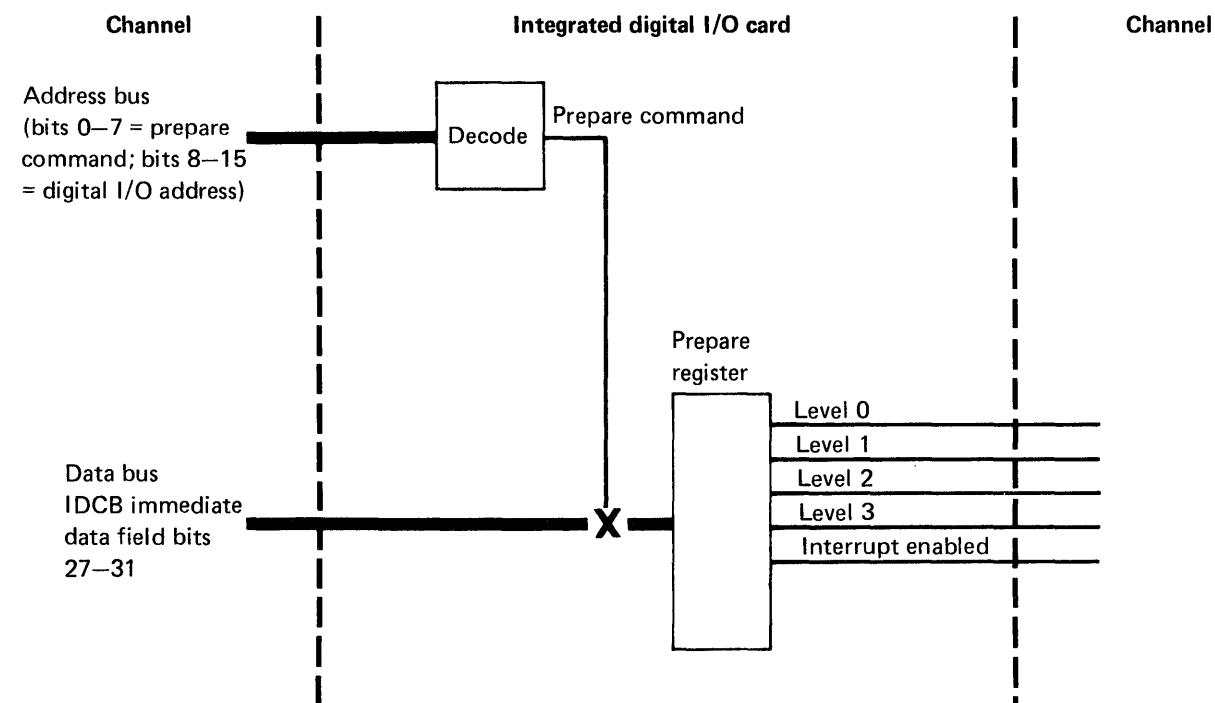 Channel
Integrated digital I/O card
Channel
Address bus
(bits 0—7 = prepare
command; bits 8—15
= digital I/O address)
Decode
Prepare command
Prepare
register
Level 0
Level 1
Level 2
Level 3
Interrupt enabled
Data bus
IDCB immediate
data field bits
27—31
X